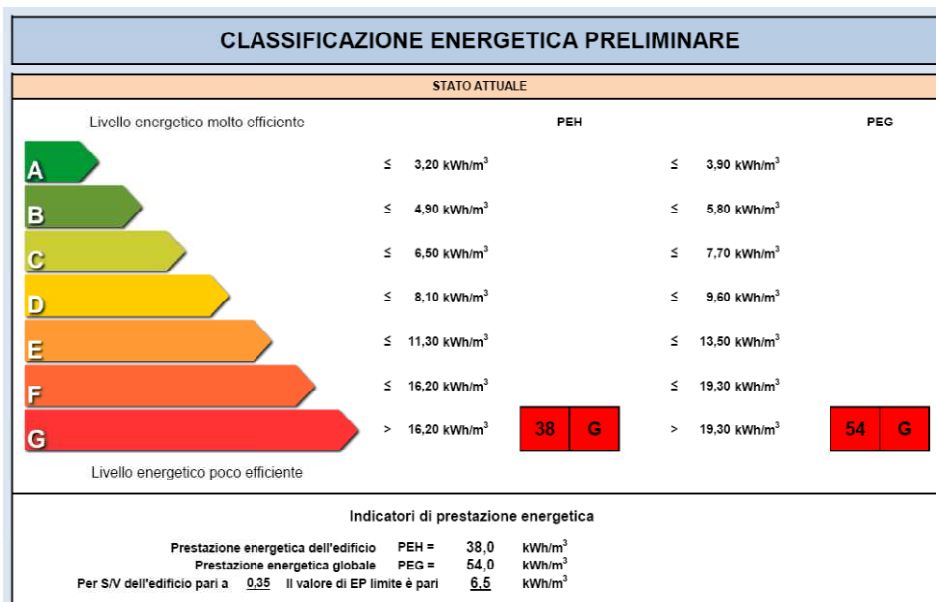 CLASSIFICAZIONE ENERGETICA PRELIMINARE
STATO ATTUALE
Livello energetico molto efficiente PEH PEG
A ≤ 3,20 kWh/m³ ≤ 3,90 kWh/m³
B ≤ 4,90 kWh/m³ ≤ 5,80 kWh/m³
C ≤ 6,50 kWh/m³ ≤ 7,70 kWh/m³
D ≤ 8,10 kWh/m³ ≤ 9,60 kWh/m³
E ≤ 11,30 kWh/m³ ≤ 13,50 kWh/m³
F ≤ 16,20 kWh/m³ ≤ 19,30 kWh/m³
G > 16,20 kWh/m³ 38 G > 19,30 kWh/m³ 54 G
Livello energetico poco efficiente
Indicatori di prestazione energetica
Prestazione energetica dell'edificio PEH = 38,0 kWh/m³
Prestazione energetica globale PEG = 54,0 kWh/m³
Per S/V dell'edificio pari a 0,35 Il valore di EP limite è pari 6,5 kWh/m³